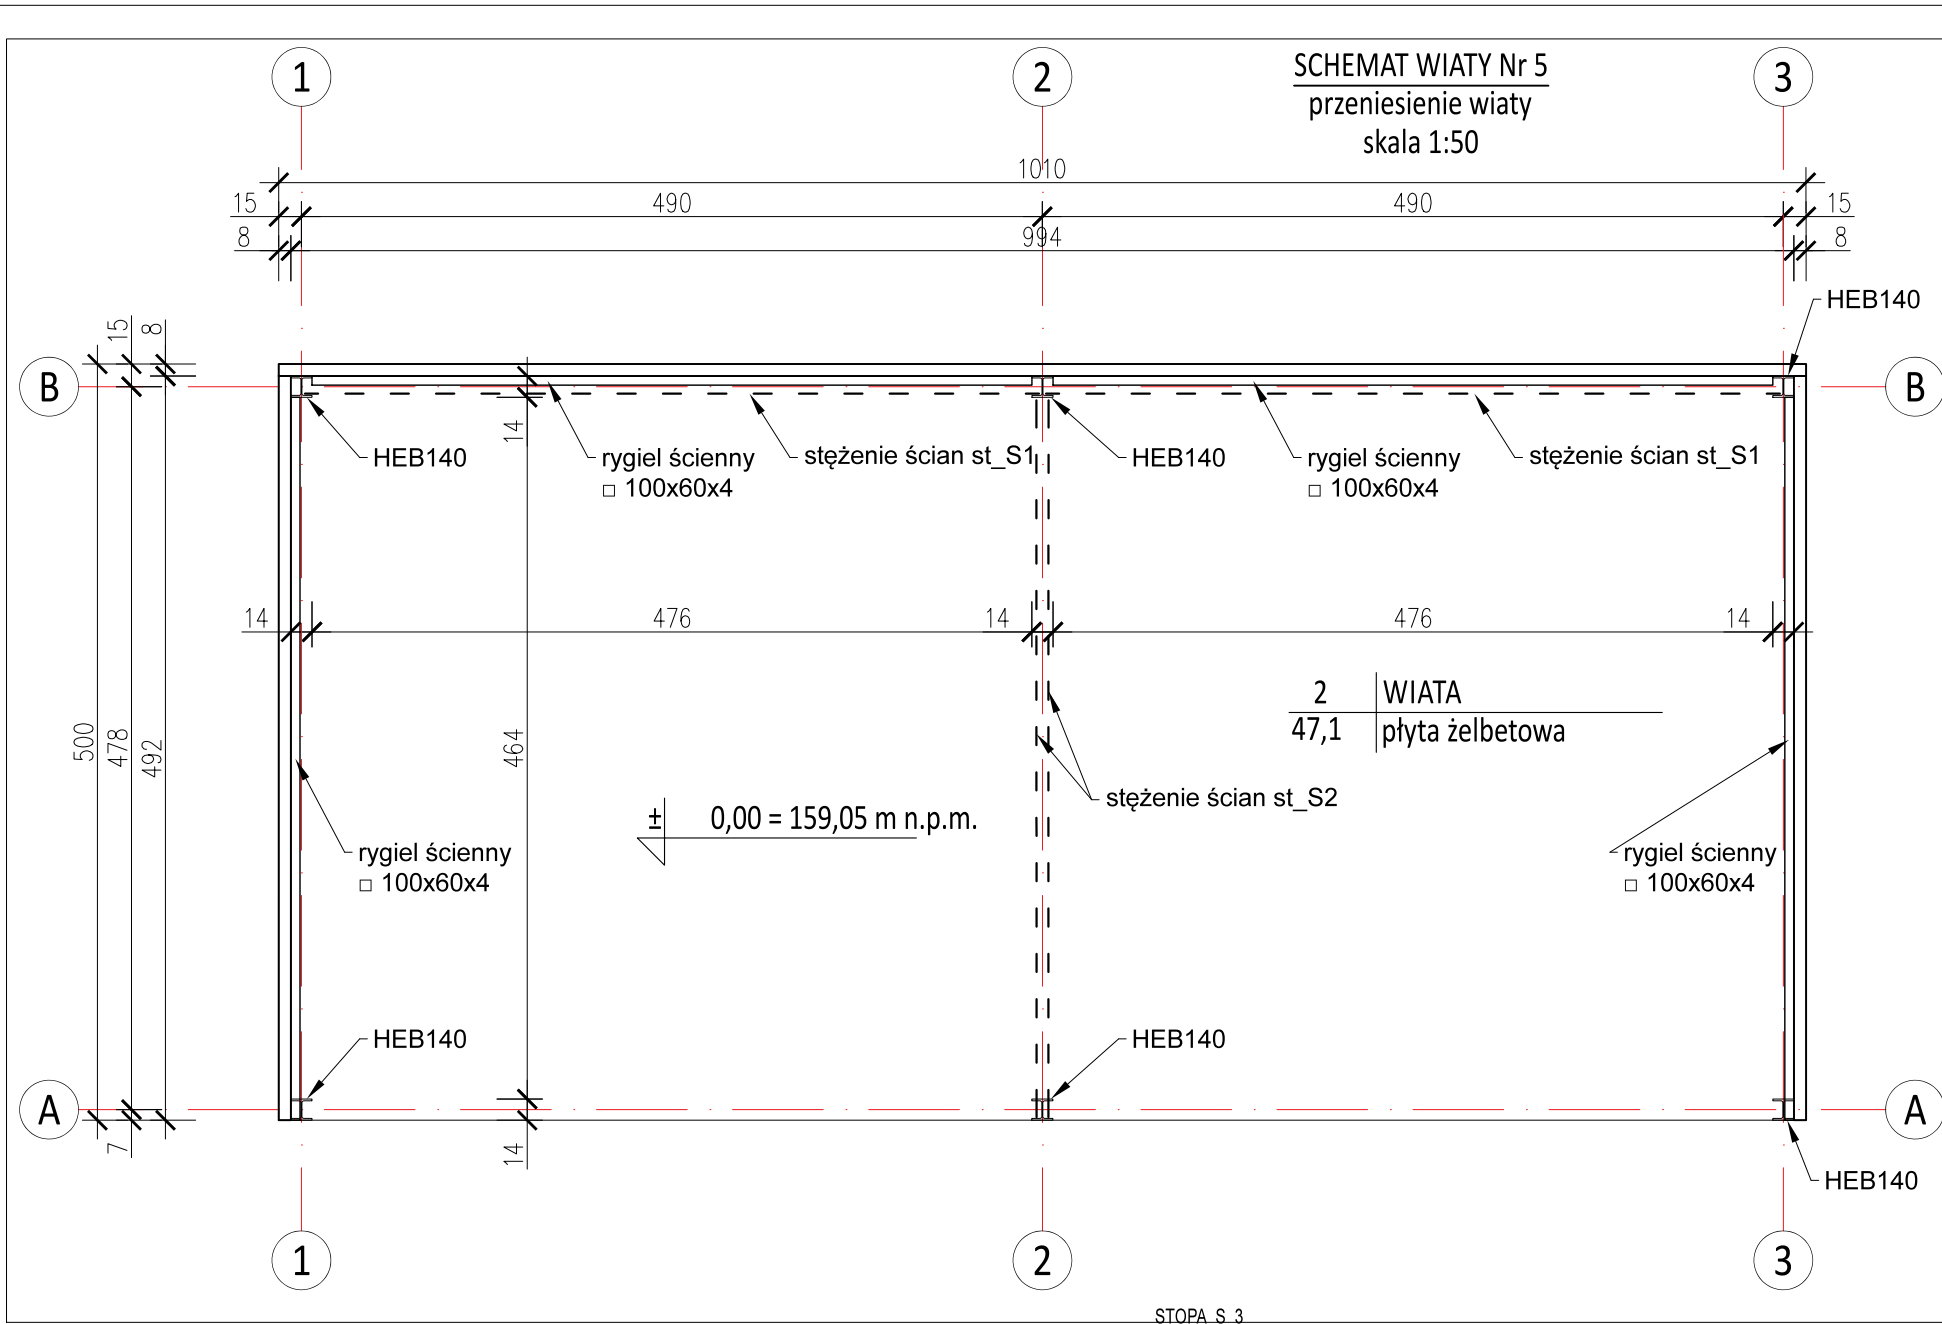 1
2
3
SCHEMAT WIATY Nr 5
przeniesienie wiaty
skala 1:50
1010
15
490
490
15
8
994
8
HEB140
15
8
B
B
14
HEB140
rygiel ścienny
□ 100x60x4
stężenie ścian st_S1
HEB140
rygiel ścienny
□ 100x60x4
stężenie ścian st_S1
14
476
14
476
14
2
WIATA
47,1
płyta żelbetowa
500
478
492
464
stężenie ścian st_S2
± 0,00 = 159,05 m n.p.m.
rygiel ścienny
□ 100x60x4
rygiel ścienny
□ 100x60x4
HEB140
HEB140
A
A
7
14
HEB140
1
2
3
STOPA S 3